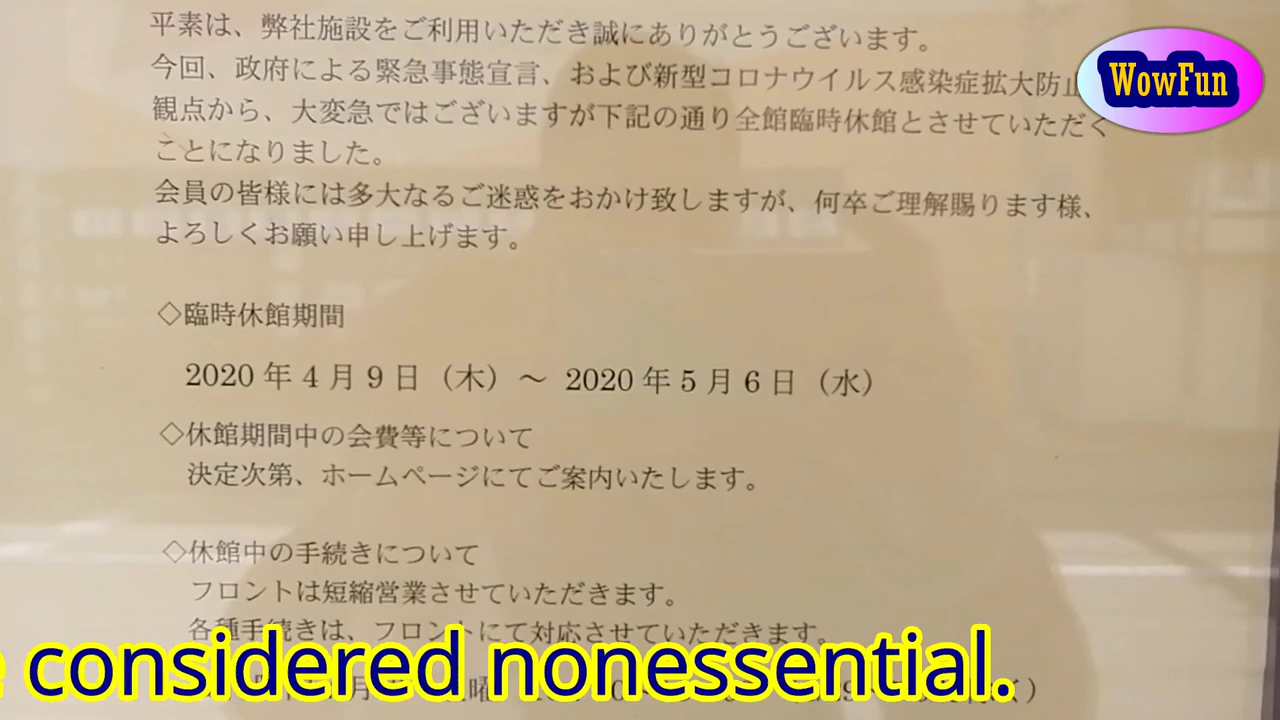 平素は、弊社施設をご利用いただき誠にありがとうございます。
今回、政府による緊急事態宣言、および新型コロナウイルス感染症拡大防止
WowFun
観点から、大変急ではございますが下記の通り全館臨時休館とさせていただく
ことになりました。
会員の皆様には多大なるご迷惑をおかけ致しますが、何卒ご理解賜ります様、
よろしくお願い申し上げます。
◇臨時休館期間
2020 年 4 月 9 日（木）～ 2020 年 5 月 6 日（水）
◇休館期間中の会費等について
決定次第、ホームページにてご案内いたします。
◇休館中の手続きについて
フロントは短縮営業させていただきます。
各種手続きは、フロントにて対応させていただきます。
considered nonessential.